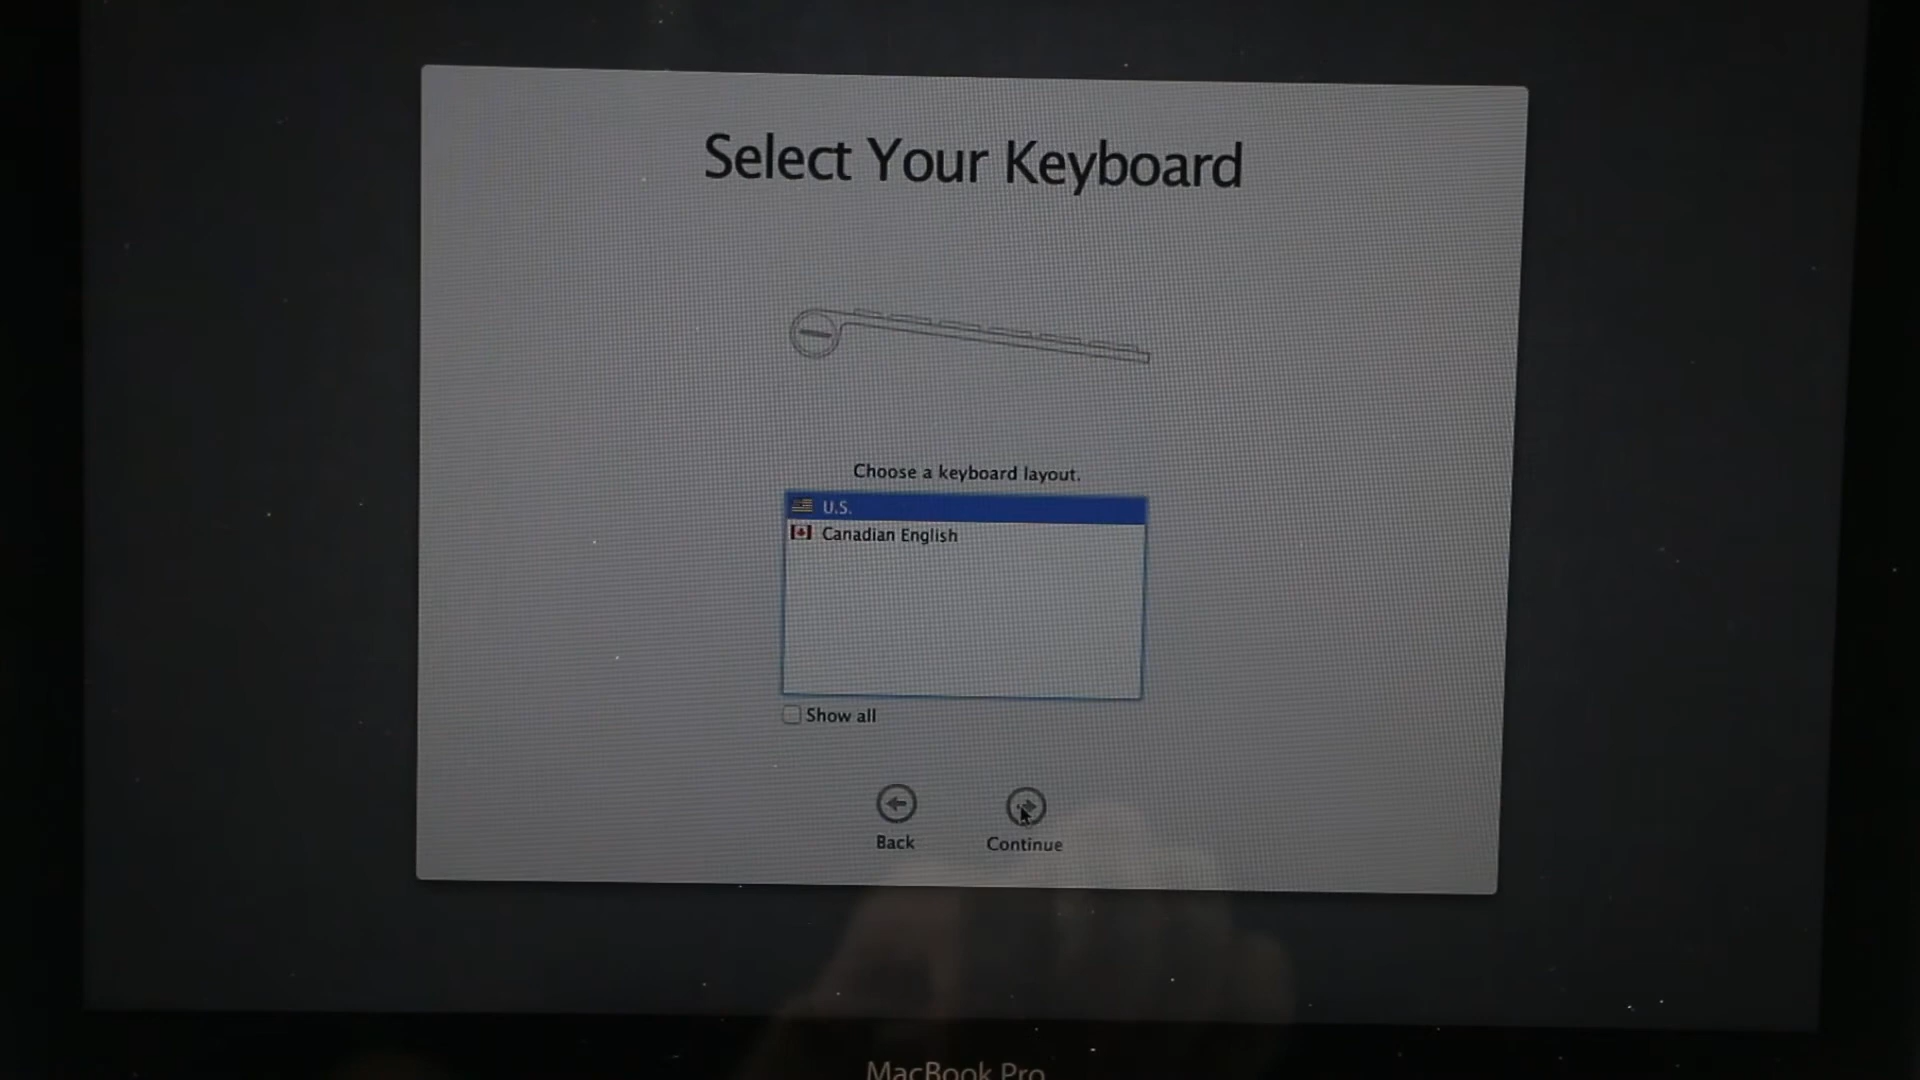 Select Your Keyboard
Choose a keyboard layout.
U.S.
Canadian English
Show all
Back
Continue
MacBook Pro